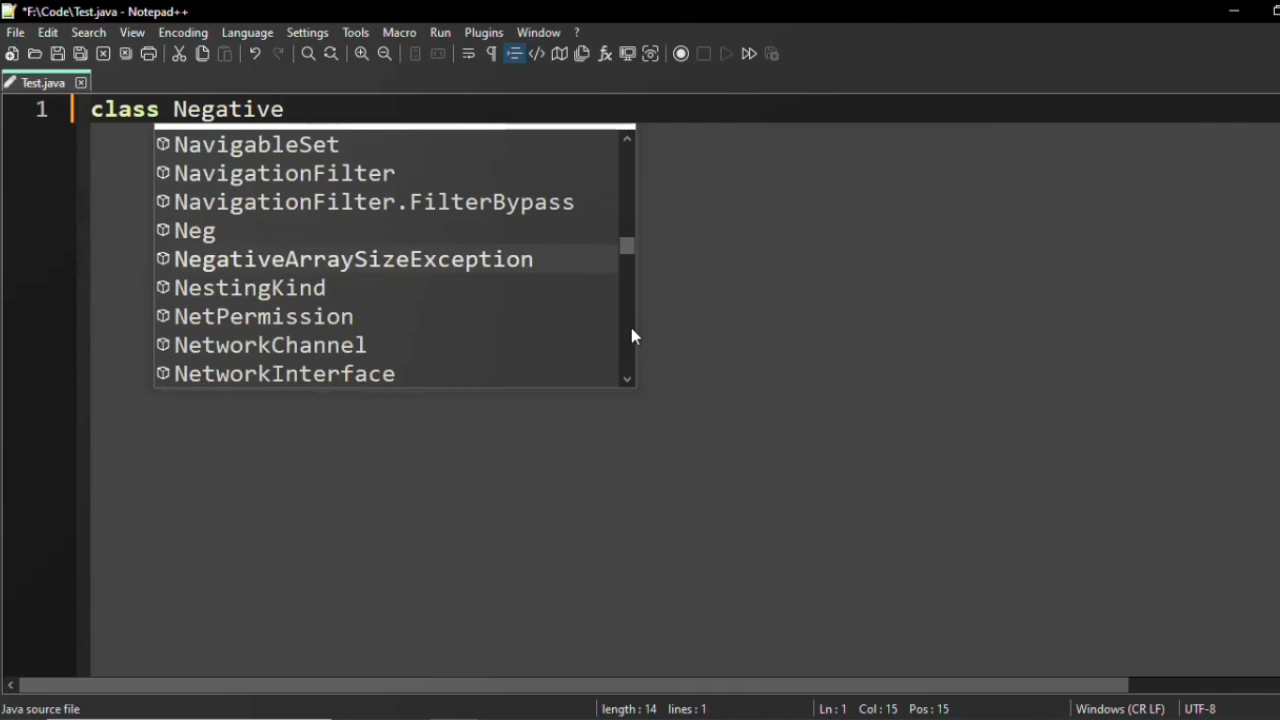 *F:\Code\Test.java - Notepad++
File Edit Search View Encoding Language Settings Tools Macro Run Plugins Window ?
Test.java
1 class Negative
NavigableSet
NavigationFilter
NavigationFilter.FilterBypass
Neg
NegativeArraySizeException
NestingKind
NetPermission
NetworkChannel
NetworkInterface
Java source file length : 14 lines : 1 Ln : 1 Col : 15 Pos : 15 Windows (CR LF) UTF-8